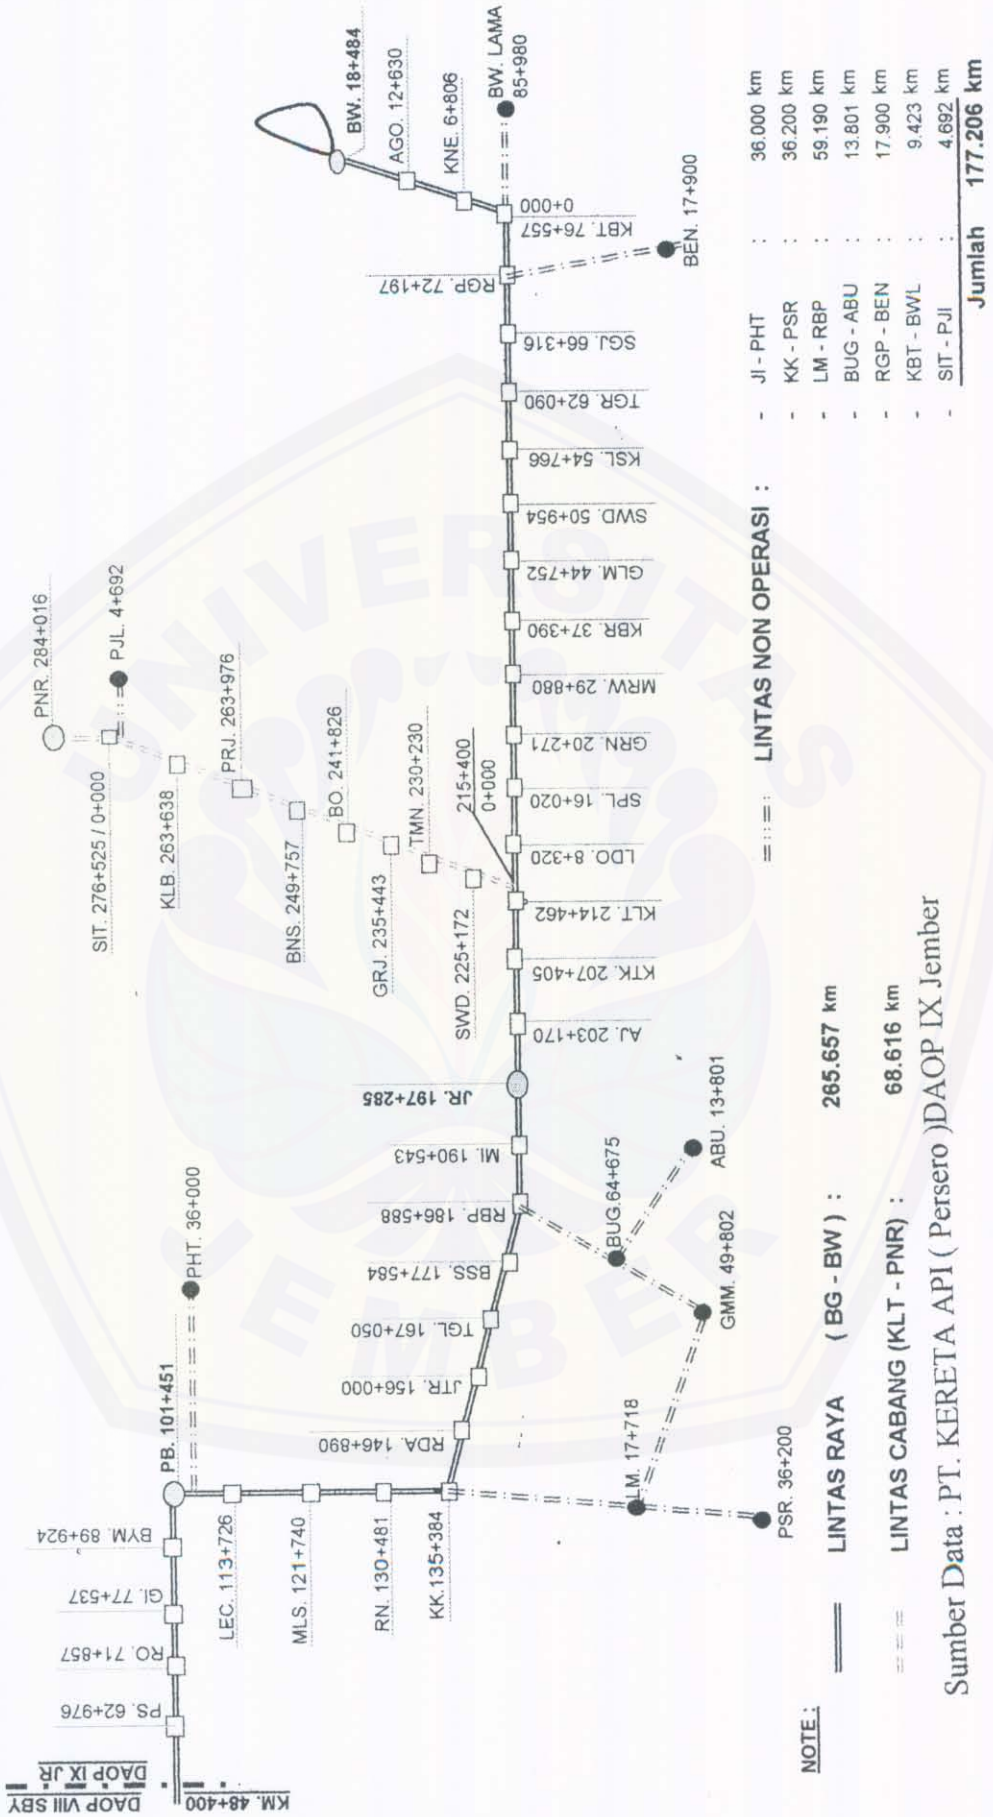 DAOP VIII SBY
DAOP IX JR
KM. 48+400
PS. 62+976
RO. 71+857
GI. 77+537
BYM. 89+924
PB. 101+451
PHT. 36+000
LEC. 113+726
MLS. 121+740
RN. 130+481
KK.135+384
RDA. 146+890
JTR. 156+000
TGL. 167+050
BSS. 177+584
RBP. 186+588
MI. 190+543
JR. 197+285
AJ. 203+170
KTK. 207+405
KLT. 214+462
215+400
0+000
LDO. 8+320
SPL. 16+020
GRN. 20+271
MRW. 29+880
KBR. 37+390
GLM. 44+752
SWD. 50+954
KSL. 54+766
TGR. 62+090
SGJ. 66+316
RGP. 72+197
KBT. 76+557
0+000
KNE. 6+806
AGO. 12+630
BW. 18+484
BW. LAMA
85+980
BEN. 17+900
SWD. 225+172
TMN. 230+230
GRJ. 235+443
BO. 241+826
BNS. 249+757
PRJ. 263+976
KLB. 263+638
SIT. 276+525 / 0+000
PJL. 4+692
PNR. 284+016
LM. 17+718
PSR. 36+200
GMM. 49+802
BUG.64+675
ABU. 13+801
NOTE :
LINTAS RAYA ( BG - BW ) : 265.657 km
LINTAS CABANG (KLT - PNR) : 68.616 km
LINTAS NON OPERASI :
- JI - PHT : 36.000 km
- KK - PSR : 36.200 km
- LM - RBP : 59.190 km
- BUG - ABU : 13.801 km
- RGP - BEN : 17.900 km
- KBT - BWL : 9.423 km
- SIT - PJI : 4.692 km
Jumlah 177.206 km
Sumber Data : PT. KERETA API ( Persero )DAOP IX Jember
UNIVERSITAS
JEMBER